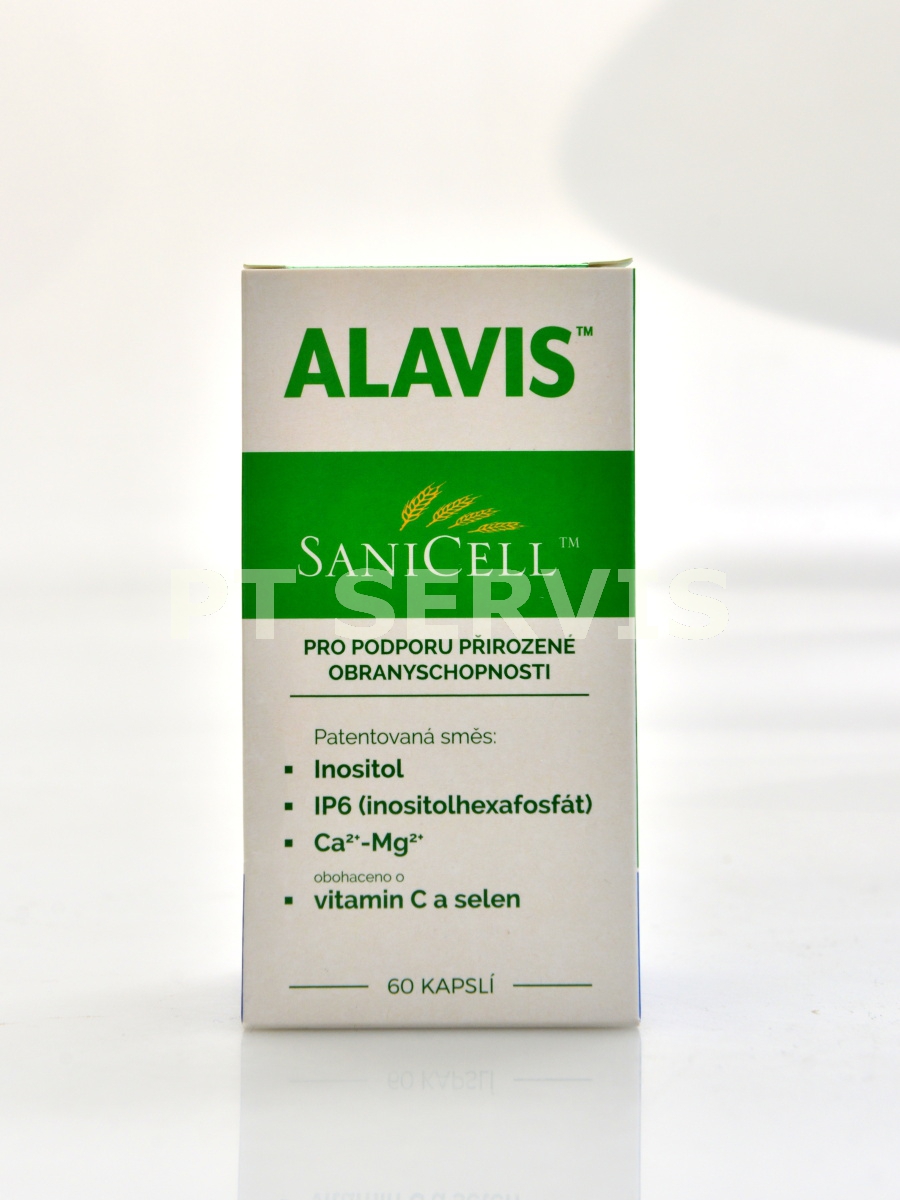 ALAVIS™
SANICELL™
PT SERVIS
PRO PODPORU PŘIROZENÉ
OBRANYSCHOPNOSTI
Patentovaná směs:
▪ Inositol
▪ IP6 (inositolhexafosfát)
▪ Ca²⁺-Mg²⁺
obohaceno o
▪ vitamin C a selen
60 KAPSLÍ